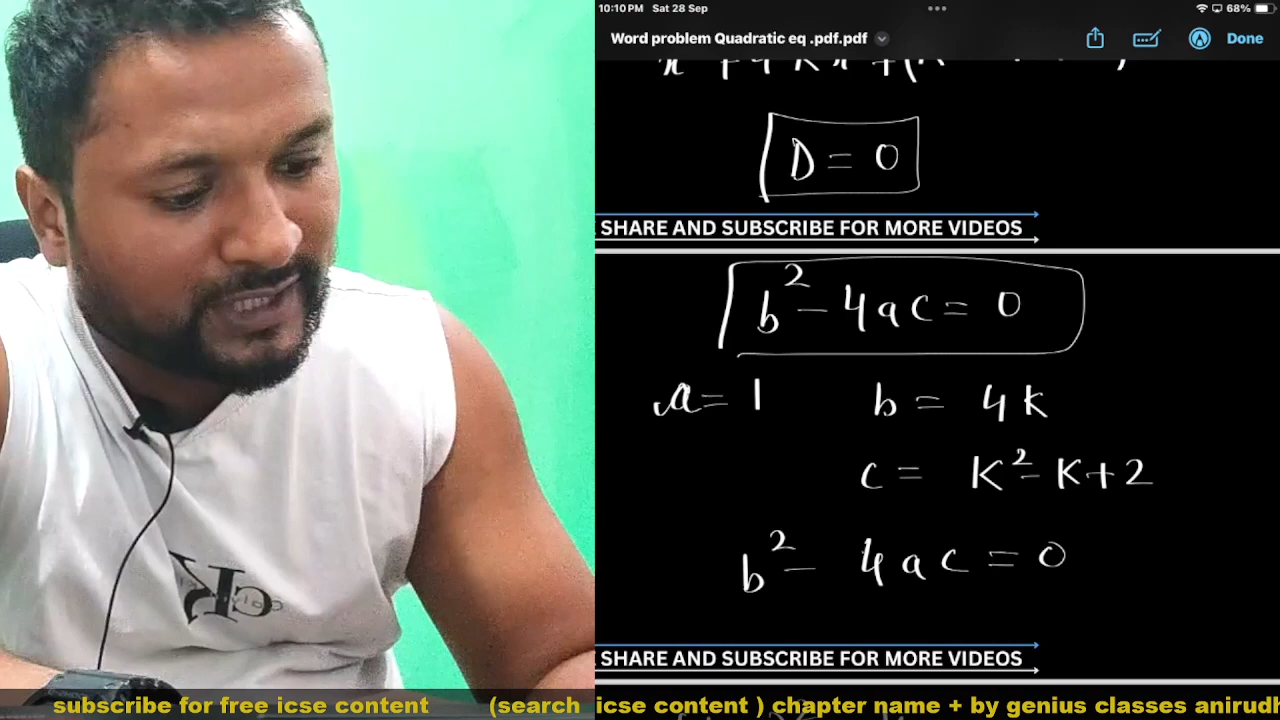 10:10 PM Sat 28 Sep
68%
Word problem Quadratic eq .pdf.pdf
Done
D = 0
SHARE AND SUBSCRIBE FOR MORE VIDEOS
b² - 4ac = 0
a = 1 b = 4k
c = K² - K + 2
b² - 4ac = 0
SHARE AND SUBSCRIBE FOR MORE VIDEOS
subscribe for free icse content (search icse content ) chapter name + by genius classes